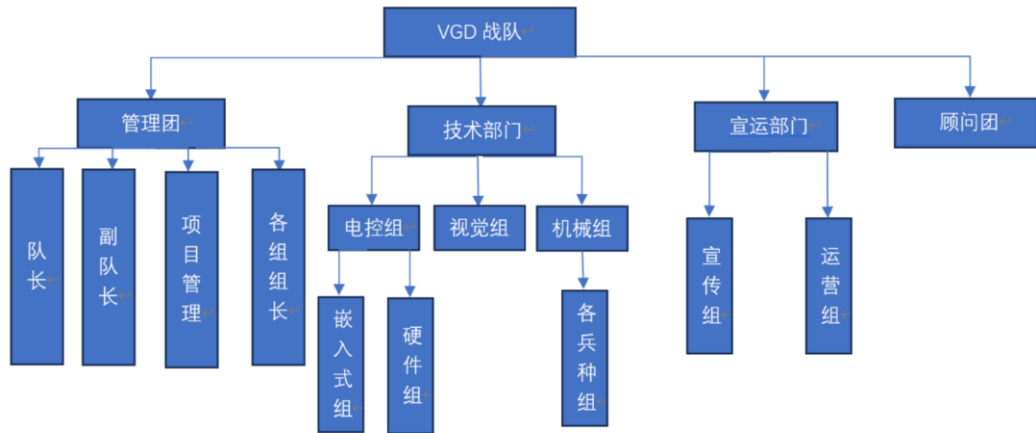 VGD 战队
管理团
技术部门
宣运部门
顾问团
队长
副队长
项目管理
各组组长
电控组
视觉组
机械组
嵌入式组
硬件组
各兵种组
宣传组
运营组